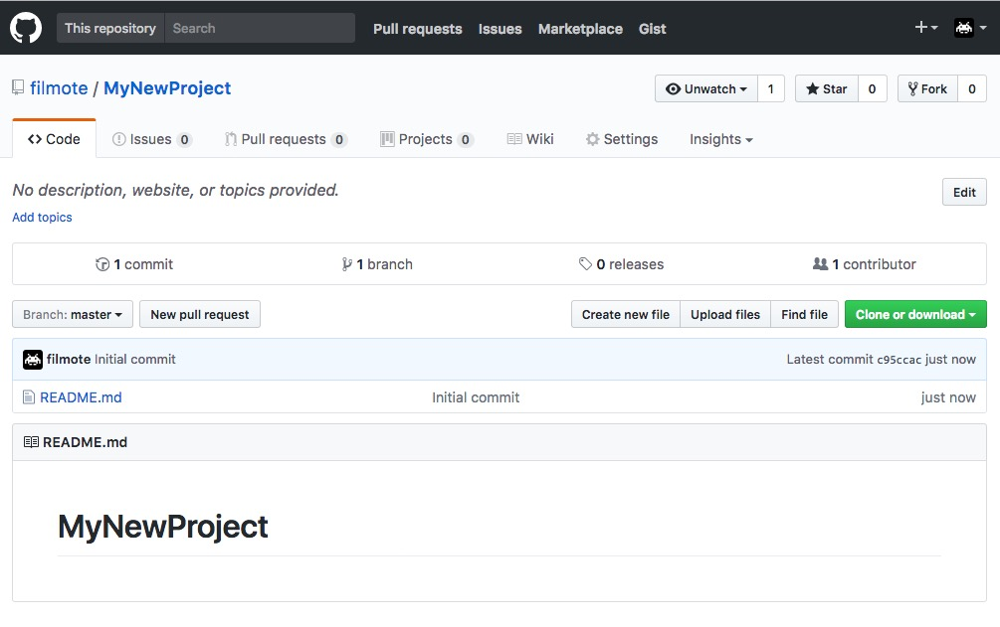 This repository Search Pull requests Issues Marketplace Gist
filmote / MyNewProject Unwatch 1 Star 0 Fork 0
Code Issues 0 Pull requests 0 Projects 0 Wiki Settings Insights
No description, website, or topics provided. Edit
Add topics
1 commit 1 branch 0 releases 1 contributor
Branch: master New pull request Create new file Upload files Find file Clone or download
filmote Initial commit Latest commit c95ccac just now
README.md Initial commit just now
README.md
MyNewProject